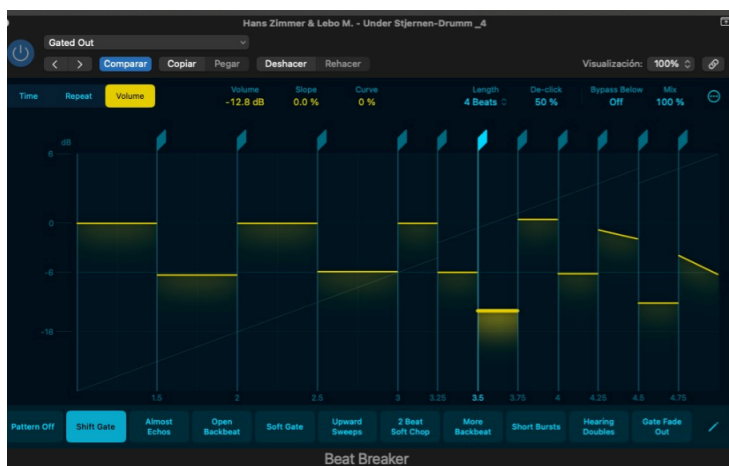 Hans Zimmer & Lebo M. - Under Stjernen-Drumm _4
Gated Out
Comparar Copiar Pegar Deshacer Rehacer Visualización: 100%
Time Repeat Volume
Volume Slope Curve Length De-click Bypass Below Mix
-12.8 dB 0.0 % 0 % 4 Beats 50 % Off 100 %
dB
6
0
-6
-18
1.5 2 2.5 3 3.25 3.5 3.75 4 4.25 4.5 4.75
Pattern Off
Shift Gate
Almost
Echos
Open
Backbeat
Soft Gate
Upward
Sweeps
2 Beat
Soft Chop
More
Backbeat
Short Bursts
Hearing
Doubles
Gate Fade
Out
Beat Breaker